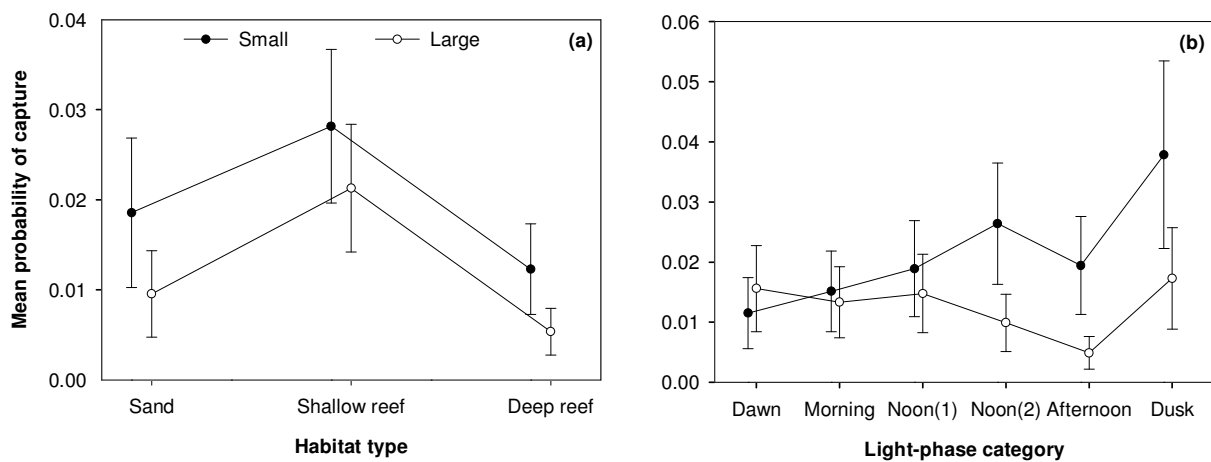 Mean probability of capture
0.04
0.03
0.02
0.01
0.00
Small
Large
(a)
Sand
Shallow reef
Deep reef
Habitat type
0.06
0.05
0.04
0.03
0.02
0.01
0.00
(b)
Dawn
Morning
Noon(1)
Noon(2)
Afternoon
Dusk
Light-phase category